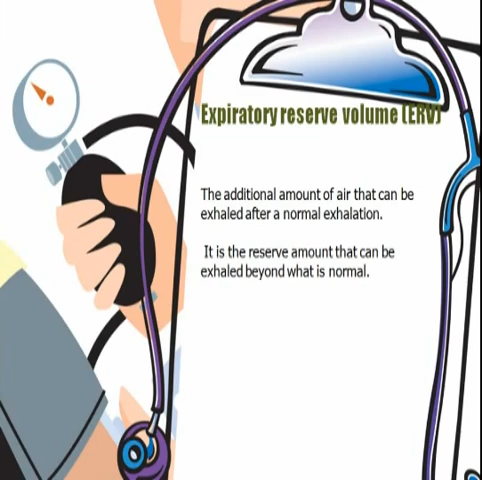 Expiratory reserve volume (ERV)
The additional amount of air that can be
exhaled after a normal exhalation.
It is the reserve amount that can be
exhaled beyond what is normal.